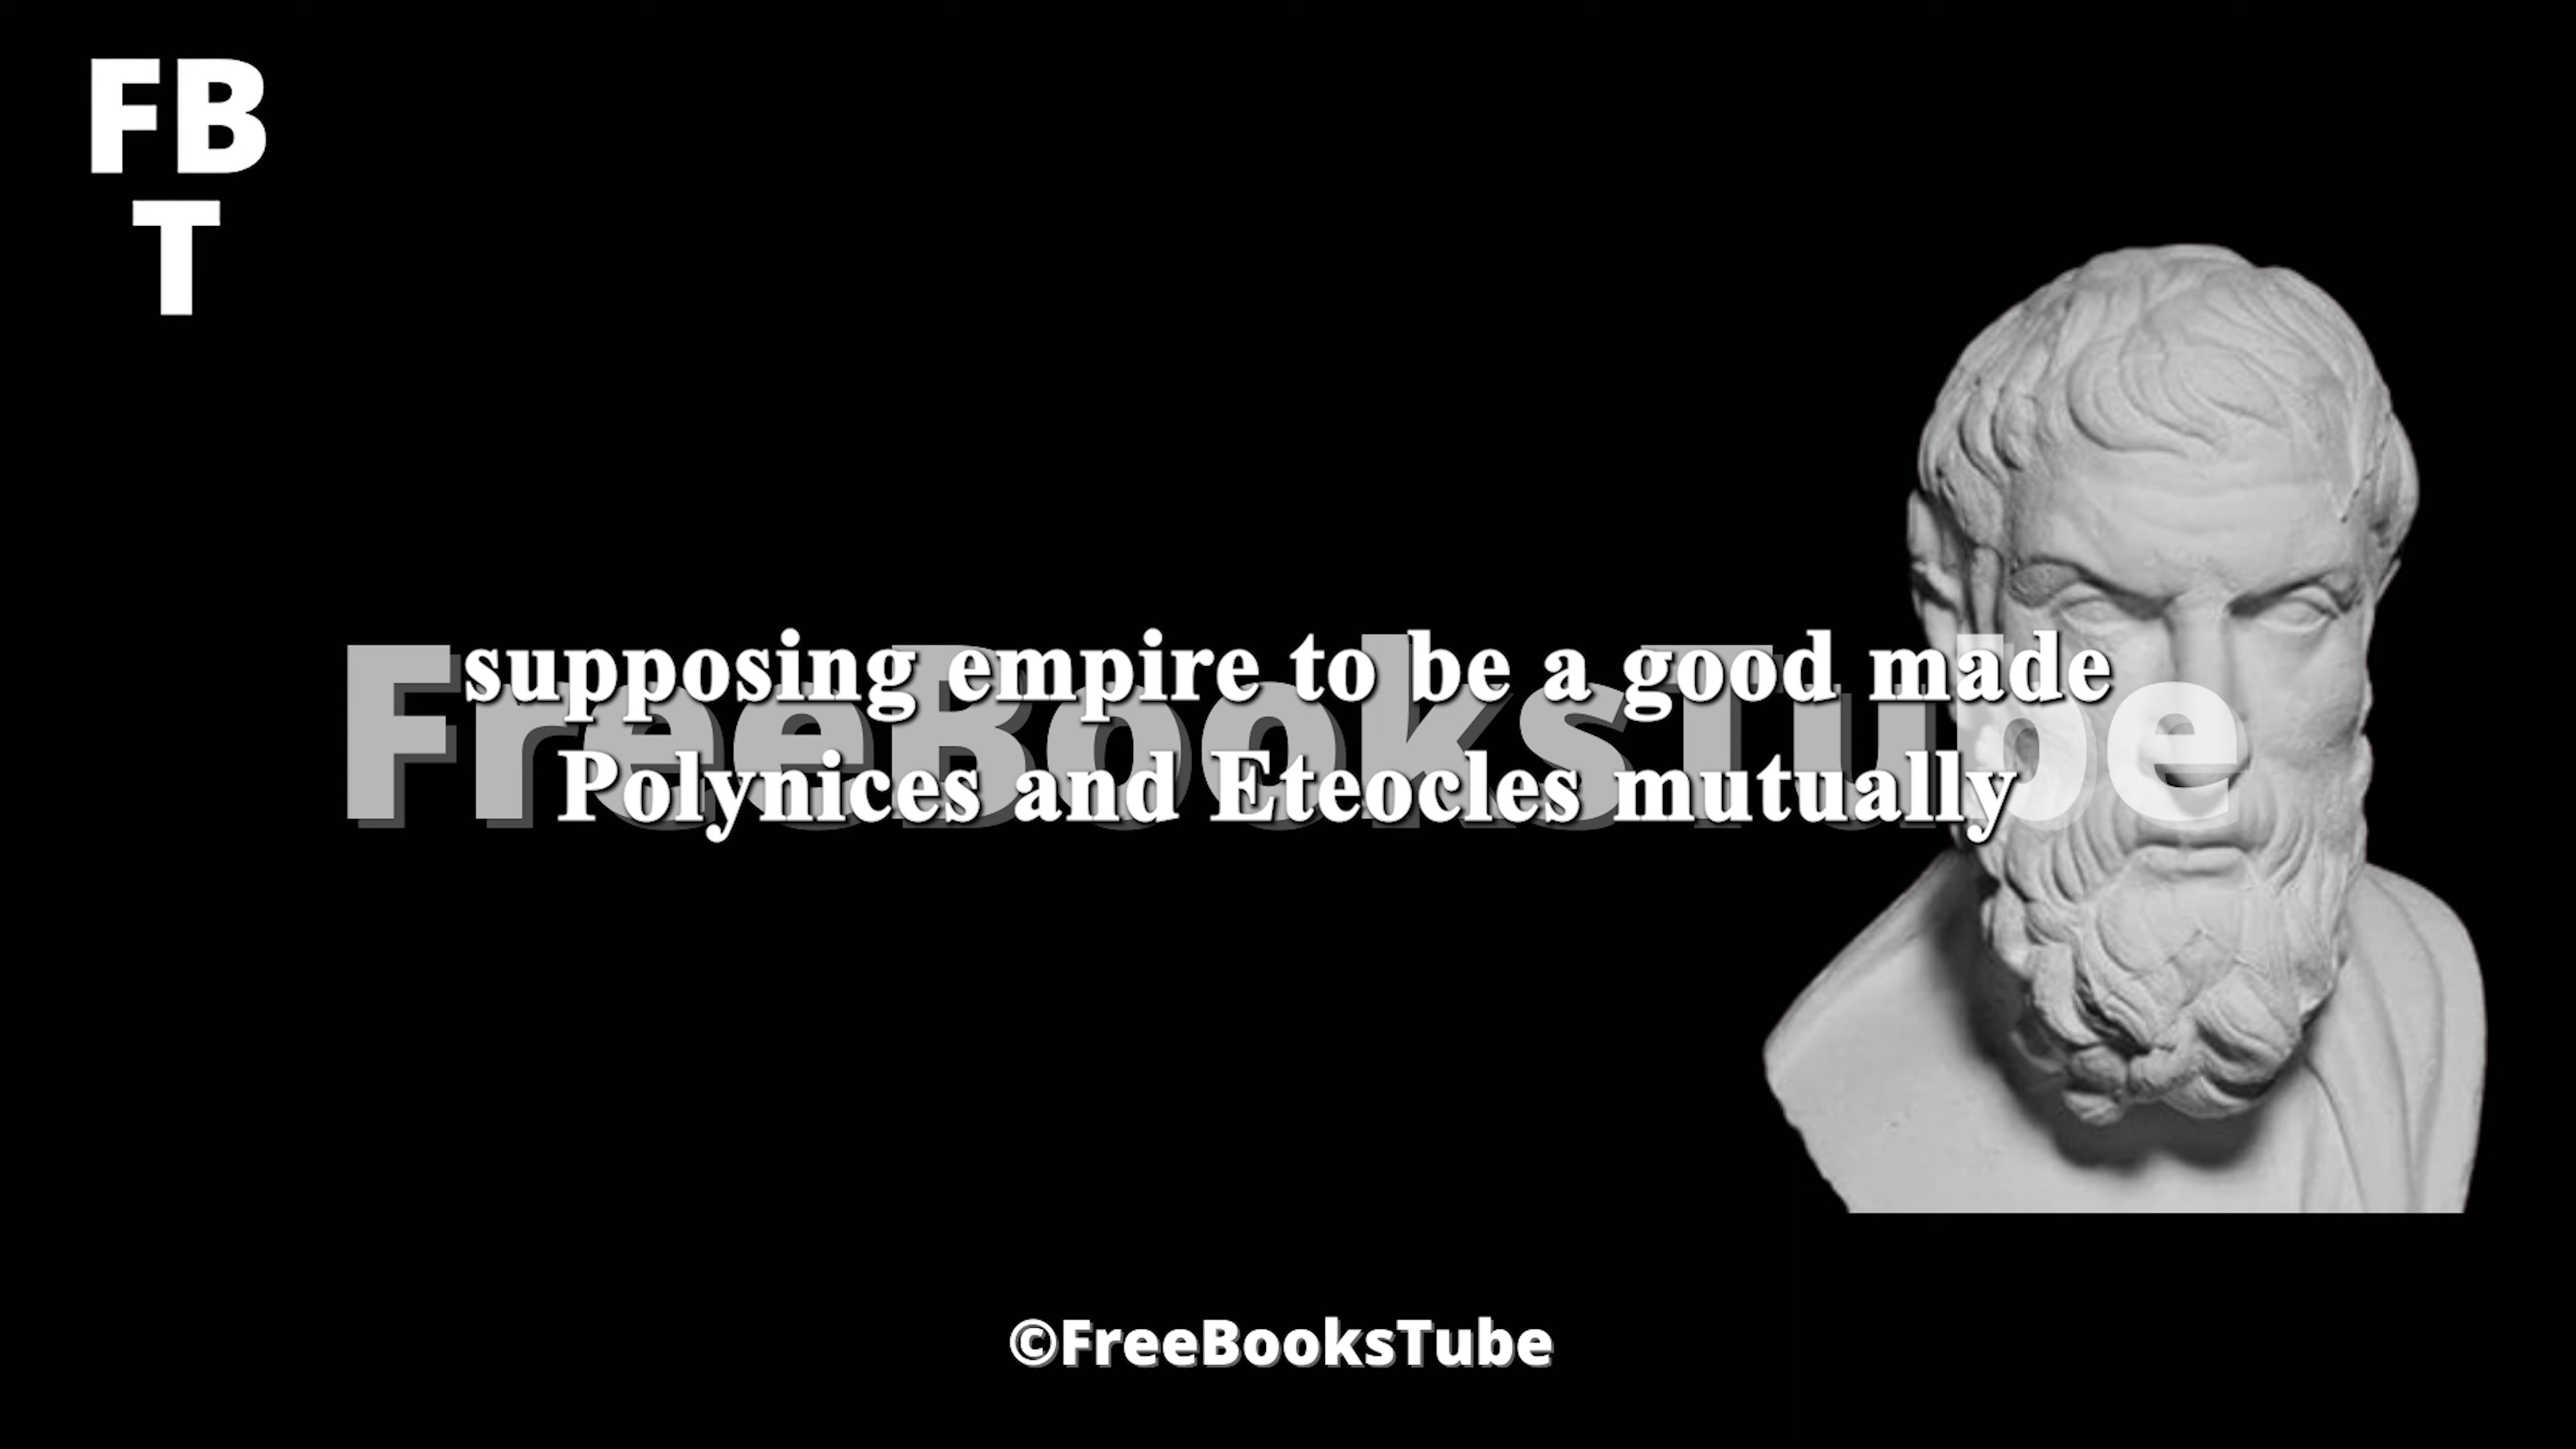 FB
T
FreeBooksTube
supposing empire to be a good made
Polynices and Eteocles mutually
©FreeBooksTube